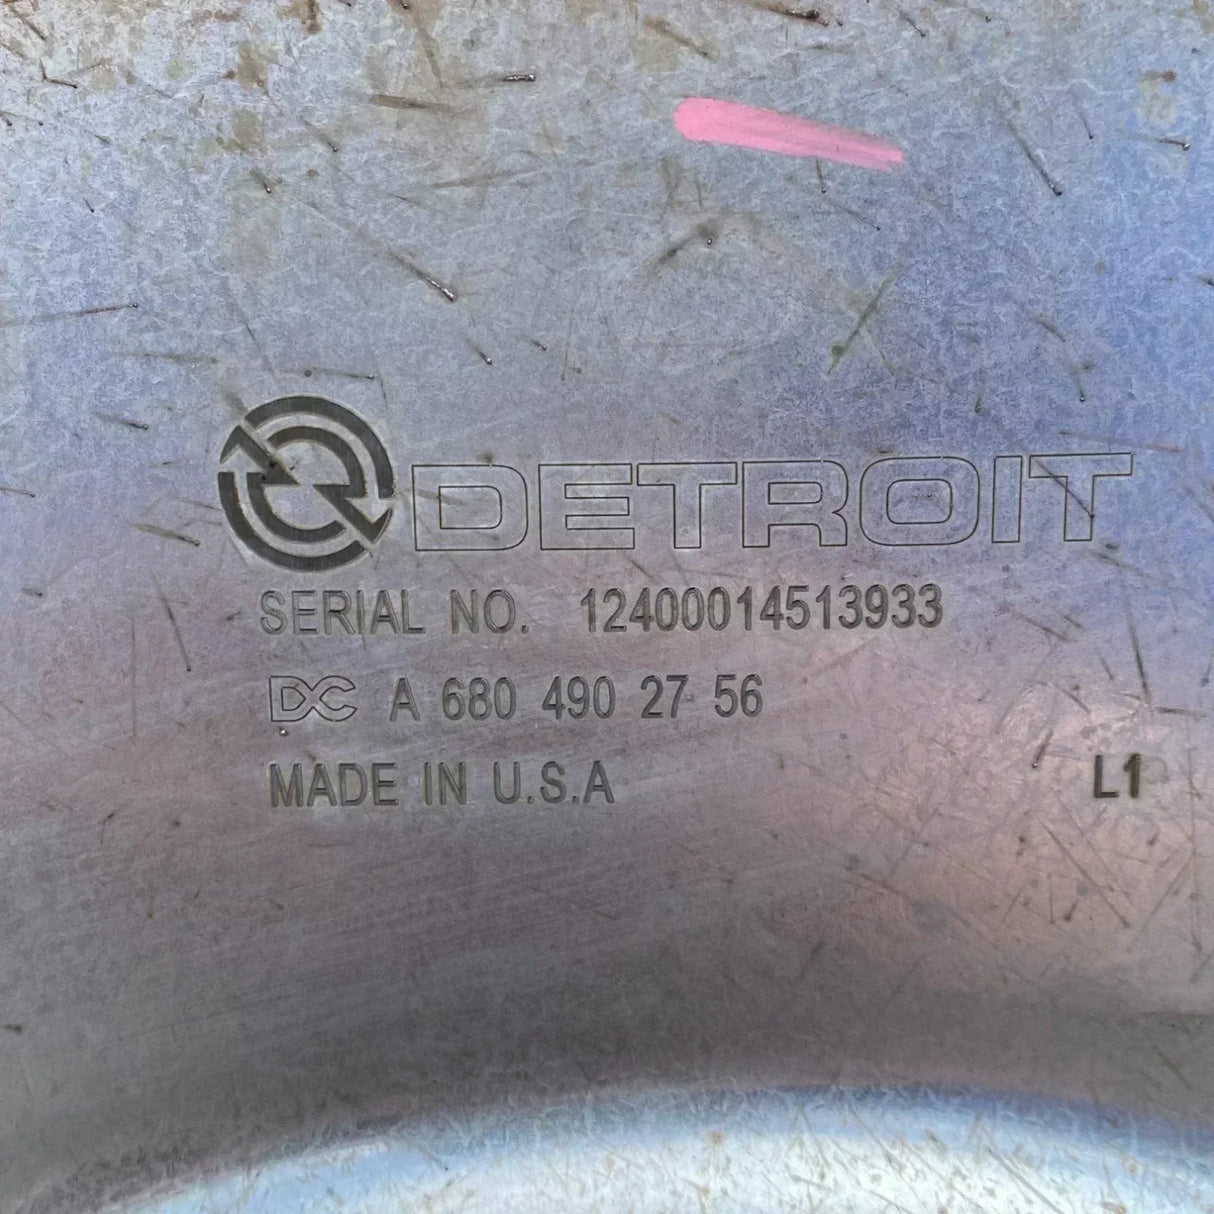 DETROIT
SERIAL NO. 12400014513933
DC A 680 490 27 56
MADE IN U.S.A
L1